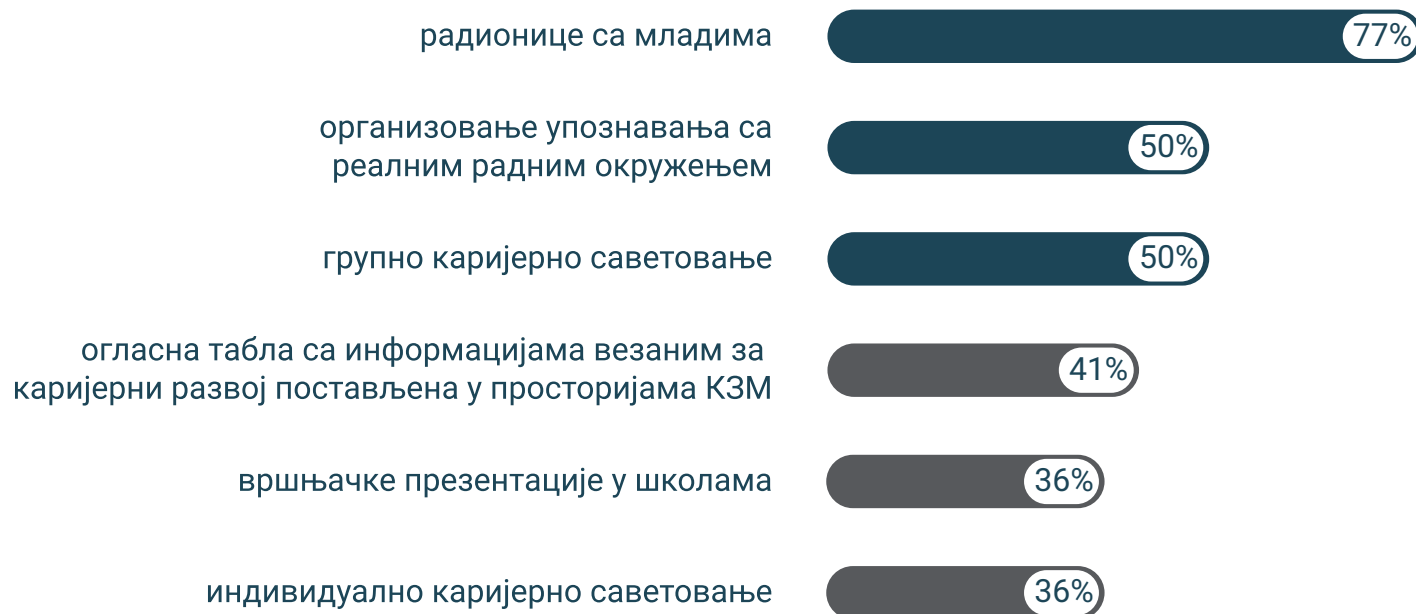 радионице са младима
77%
организовање упознавања са
реалним радним окружењем
50%
групно каријерно саветовање
50%
огласна табла са информацијама везаним за
каријерни развој постављена у просторијама КЗМ
41%
вршњачке презентације у школама
36%
индивидуално каријерно саветовање
36%